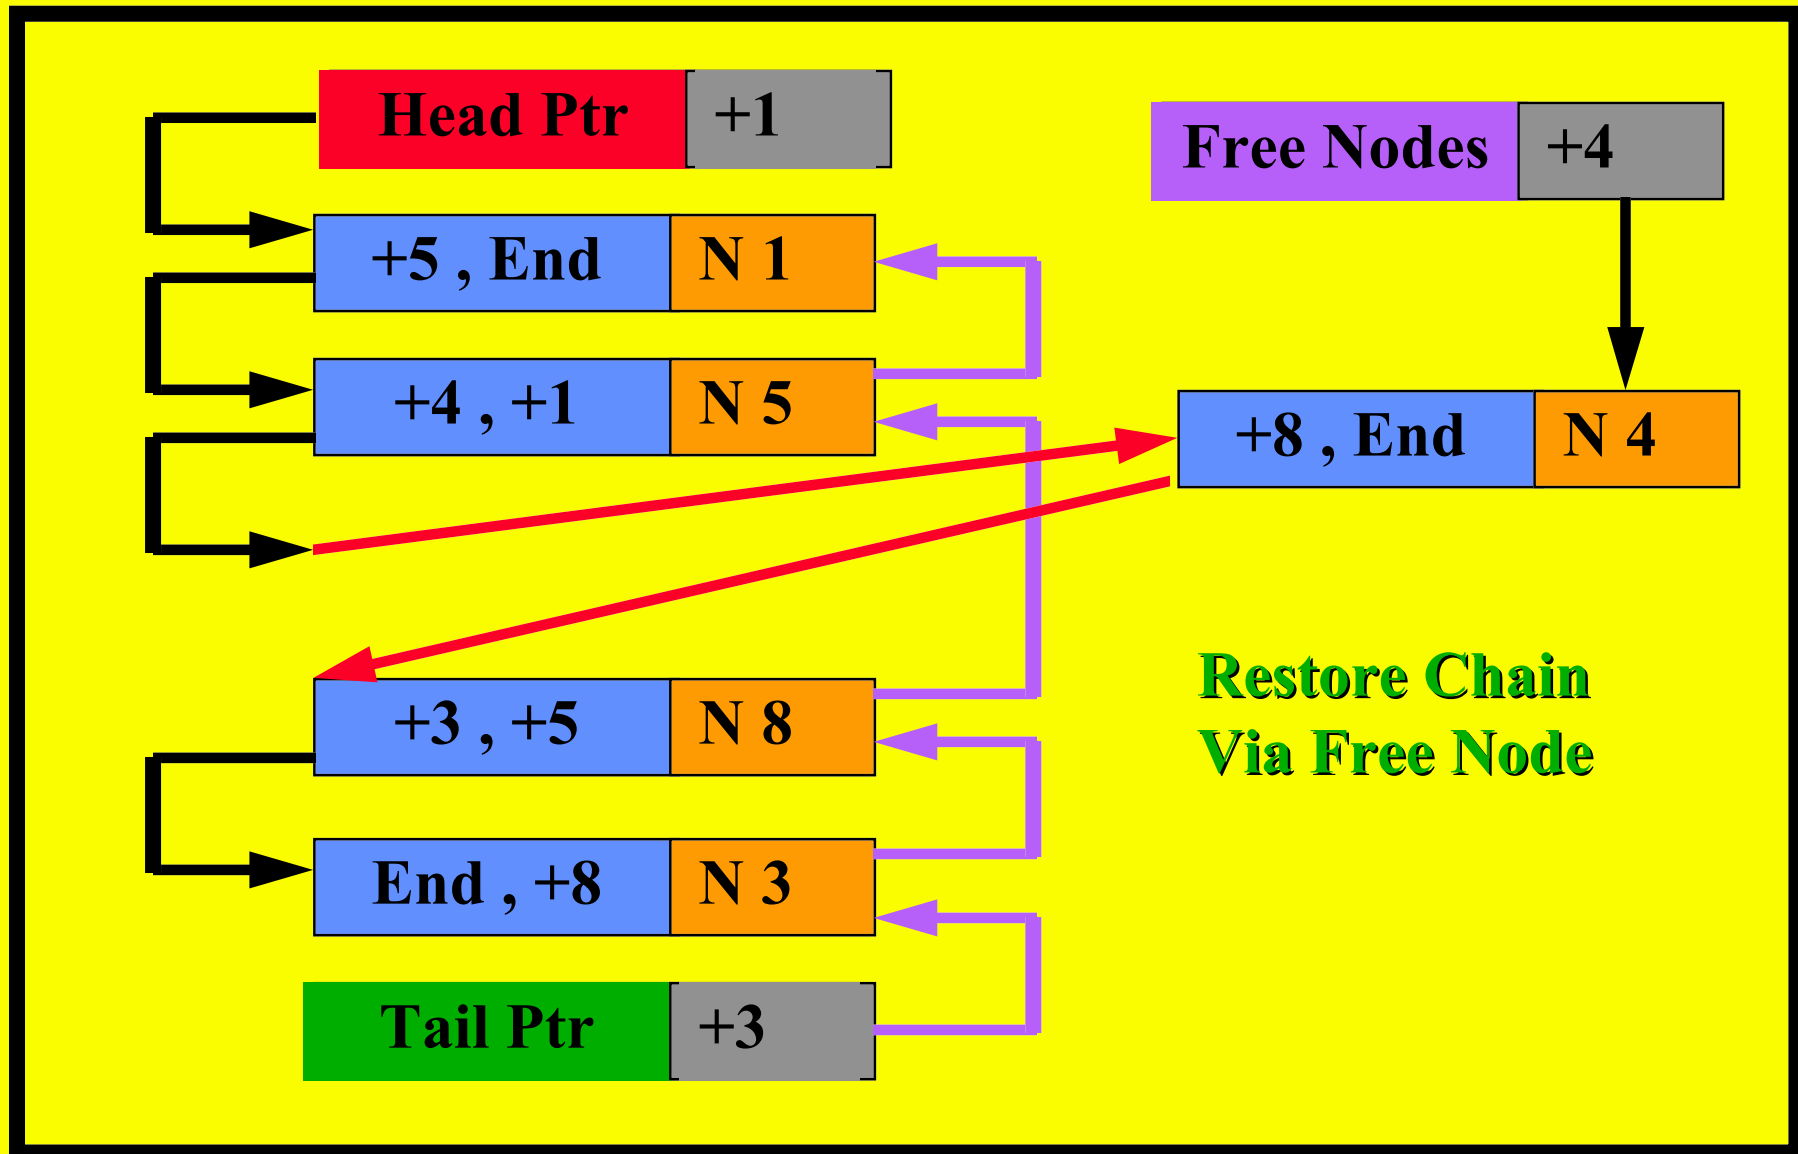 Head Ptr +1
Free Nodes +4
+5 , End N 1
+4 , +1 N 5
+8 , End N 4
+3 , +5 N 8
Restore Chain
Via Free Node
End , +8 N 3
Tail Ptr +3